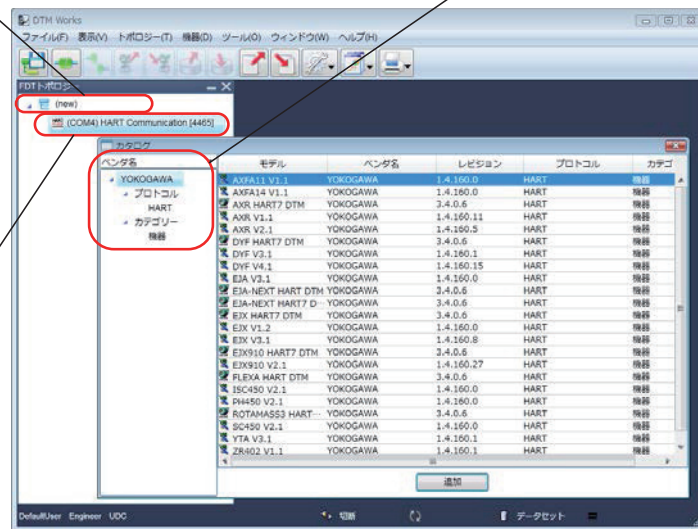 DTM Works
ファイル(F) 表示(V) トポロジー(T) 機器(D) ツール(O) ウィンドウ(W) ヘルプ(H)
FDTトポロジー
(new)
(COM4) HART Communication [4465]
カタログ
ベンダ名
YOKOGAWA
プロトコル
HART
カテゴリー
機器
モデル ベンダ名 レビジョン プロトコル カテゴ
AXFA11 V1.1 YOKOGAWA 1.4.160.0 HART 機器
AXFA14 V1.1 YOKOGAWA 1.4.160.0 HART 機器
AXR HART7 DTM YOKOGAWA 3.4.0.6 HART 機器
AXR V1.1 YOKOGAWA 1.4.160.11 HART 機器
AXR V2.1 YOKOGAWA 1.4.160.5 HART 機器
DYF HART7 DTM YOKOGAWA 3.4.0.6 HART 機器
DYF V3.1 YOKOGAWA 1.4.160.1 HART 機器
DYF V4.1 YOKOGAWA 1.4.160.15 HART 機器
EJA V3.1 YOKOGAWA 1.4.160.0 HART 機器
EJA-NEXT HART DTM YOKOGAWA 3.4.0.6 HART 機器
EJA-NEXT HART7 D… YOKOGAWA 3.4.0.6 HART 機器
EJX HART7 DTM YOKOGAWA 3.4.0.6 HART 機器
EJX V1.2 YOKOGAWA 1.4.160.0 HART 機器
EJX V3.1 YOKOGAWA 1.4.160.8 HART 機器
EJX910 HART7 DTM YOKOGAWA 3.4.0.6 HART 機器
EJX910 V2.1 YOKOGAWA 1.4.160.27 HART 機器
FLEXA HART DTM YOKOGAWA 3.4.0.6 HART 機器
ISC450 V2.1 YOKOGAWA 1.4.160.0 HART 機器
PH450 V2.1 YOKOGAWA 1.4.160.0 HART 機器
ROTAMASS3 HART… YOKOGAWA 3.4.0.6 HART 機器
SC450 V2.1 YOKOGAWA 1.4.160.0 HART 機器
YTA V3.1 YOKOGAWA 1.4.160.1 HART 機器
ZR402 V1.1 YOKOGAWA 1.4.160.1 HART 機器
追加
DefaultUser Engineer UDC 切断 データセット